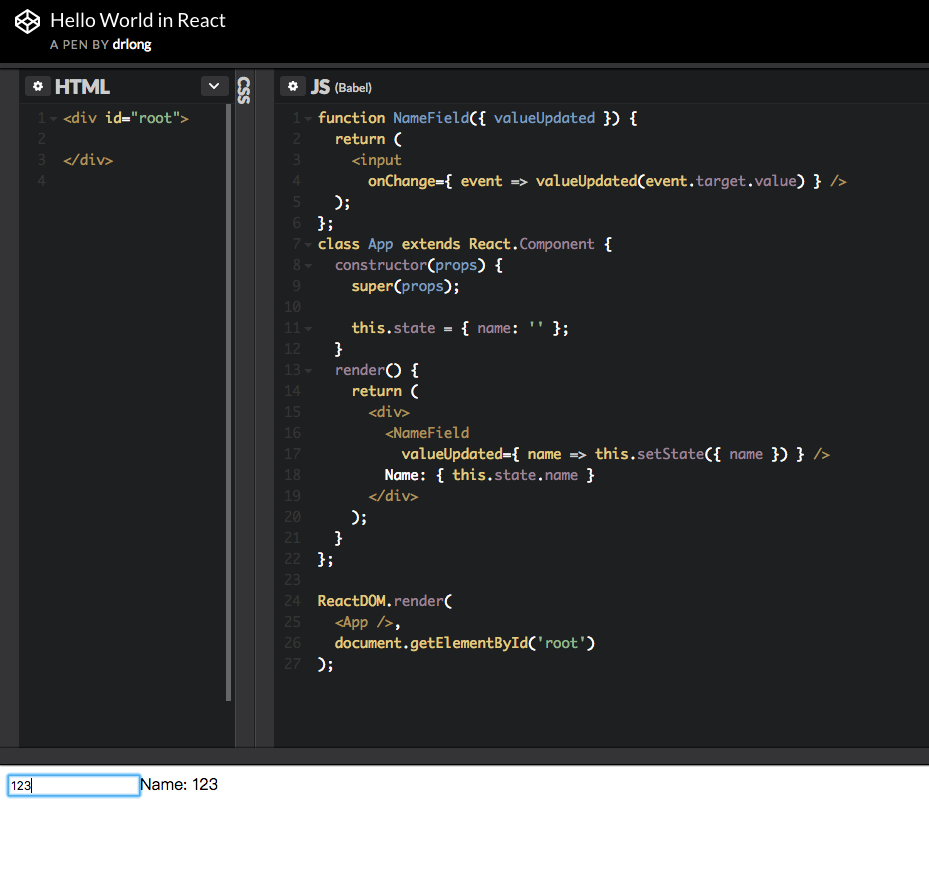 Hello World in React
A PEN BY drlong
HTML
1 <div id="root">
2
3 </div>
4
CSS
JS (Babel)
1 function NameField({ valueUpdated }) {
2   return (
3     <input
4       onChange={ event => valueUpdated(event.target.value) } />
5   );
6 };
7 class App extends React.Component {
8   constructor(props) {
9     super(props);
10
11     this.state = { name: '' };
12   }
13   render() {
14     return (
15       <div>
16         <NameField
17           valueUpdated={ name => this.setState({ name }) } />
18         Name: { this.state.name }
19       </div>
20     );
21   }
22 };
23
24 ReactDOM.render(
25   <App />,
26   document.getElementById('root')
27 );
123 Name: 123